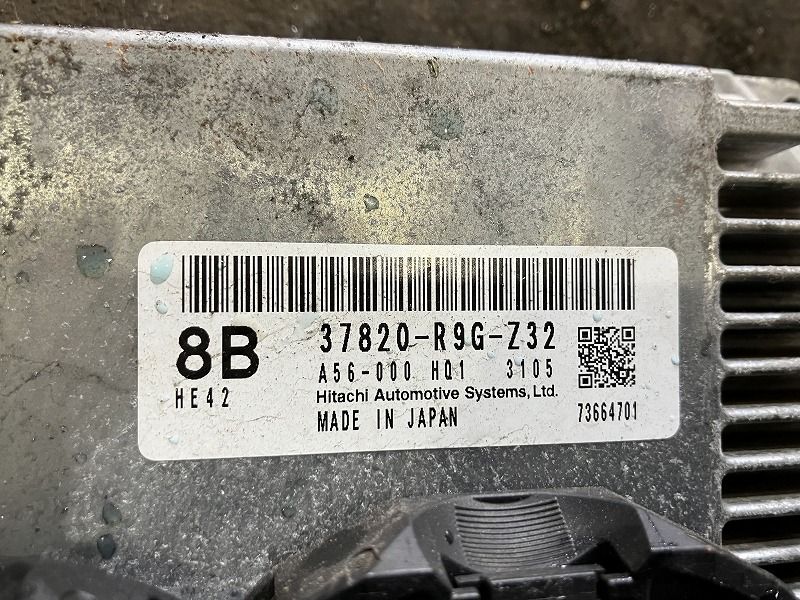 8B
HE42
37820-R9G-Z32
A56-000 HQ1 3105
Hitachi Automotive Systems, Ltd.
MADE IN JAPAN
73664701